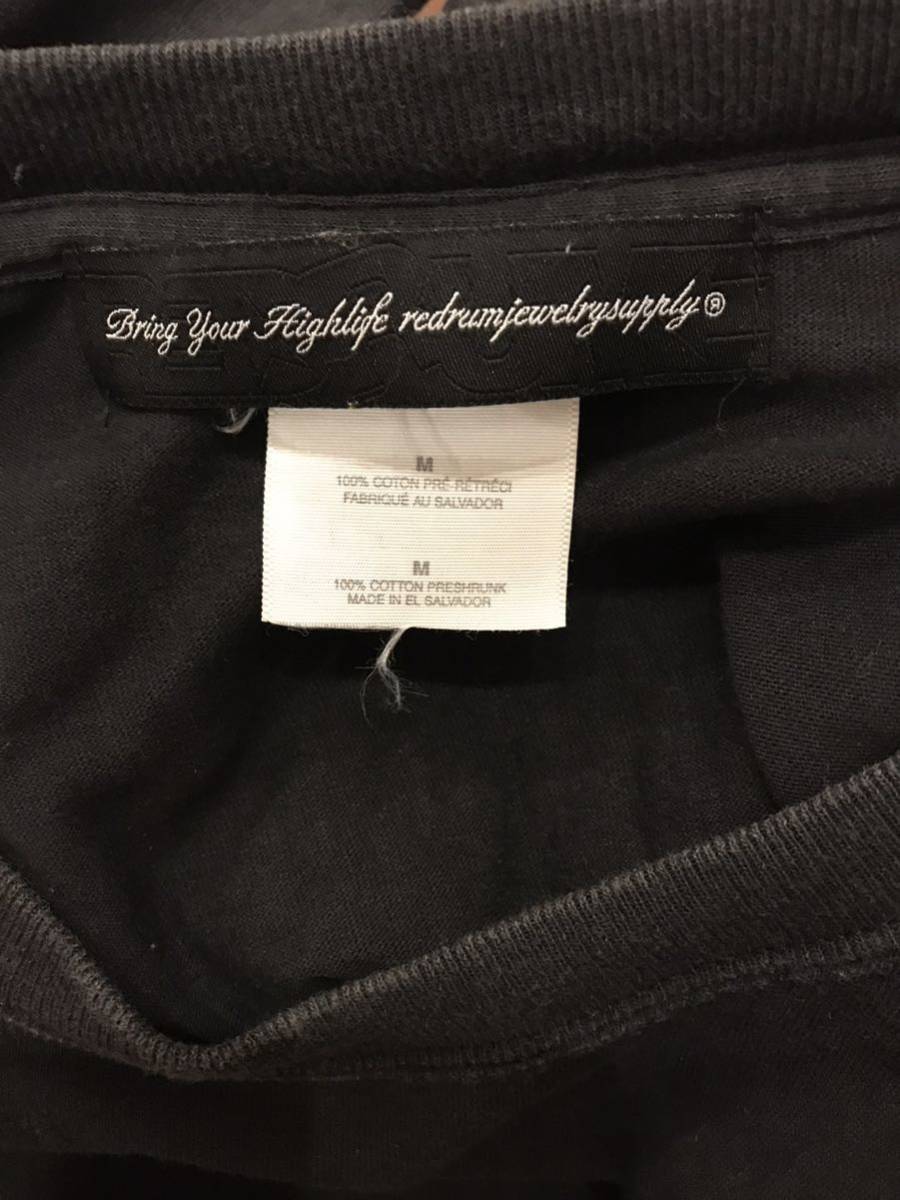 Bring Your Highlife redrumjewelrysupply®
M
100% COTON PRÉ-RÉTRÉCI
FABRIQUÉ AU SALVADOR
M
100% COTTON PRESHRUNK
MADE IN EL SALVADOR